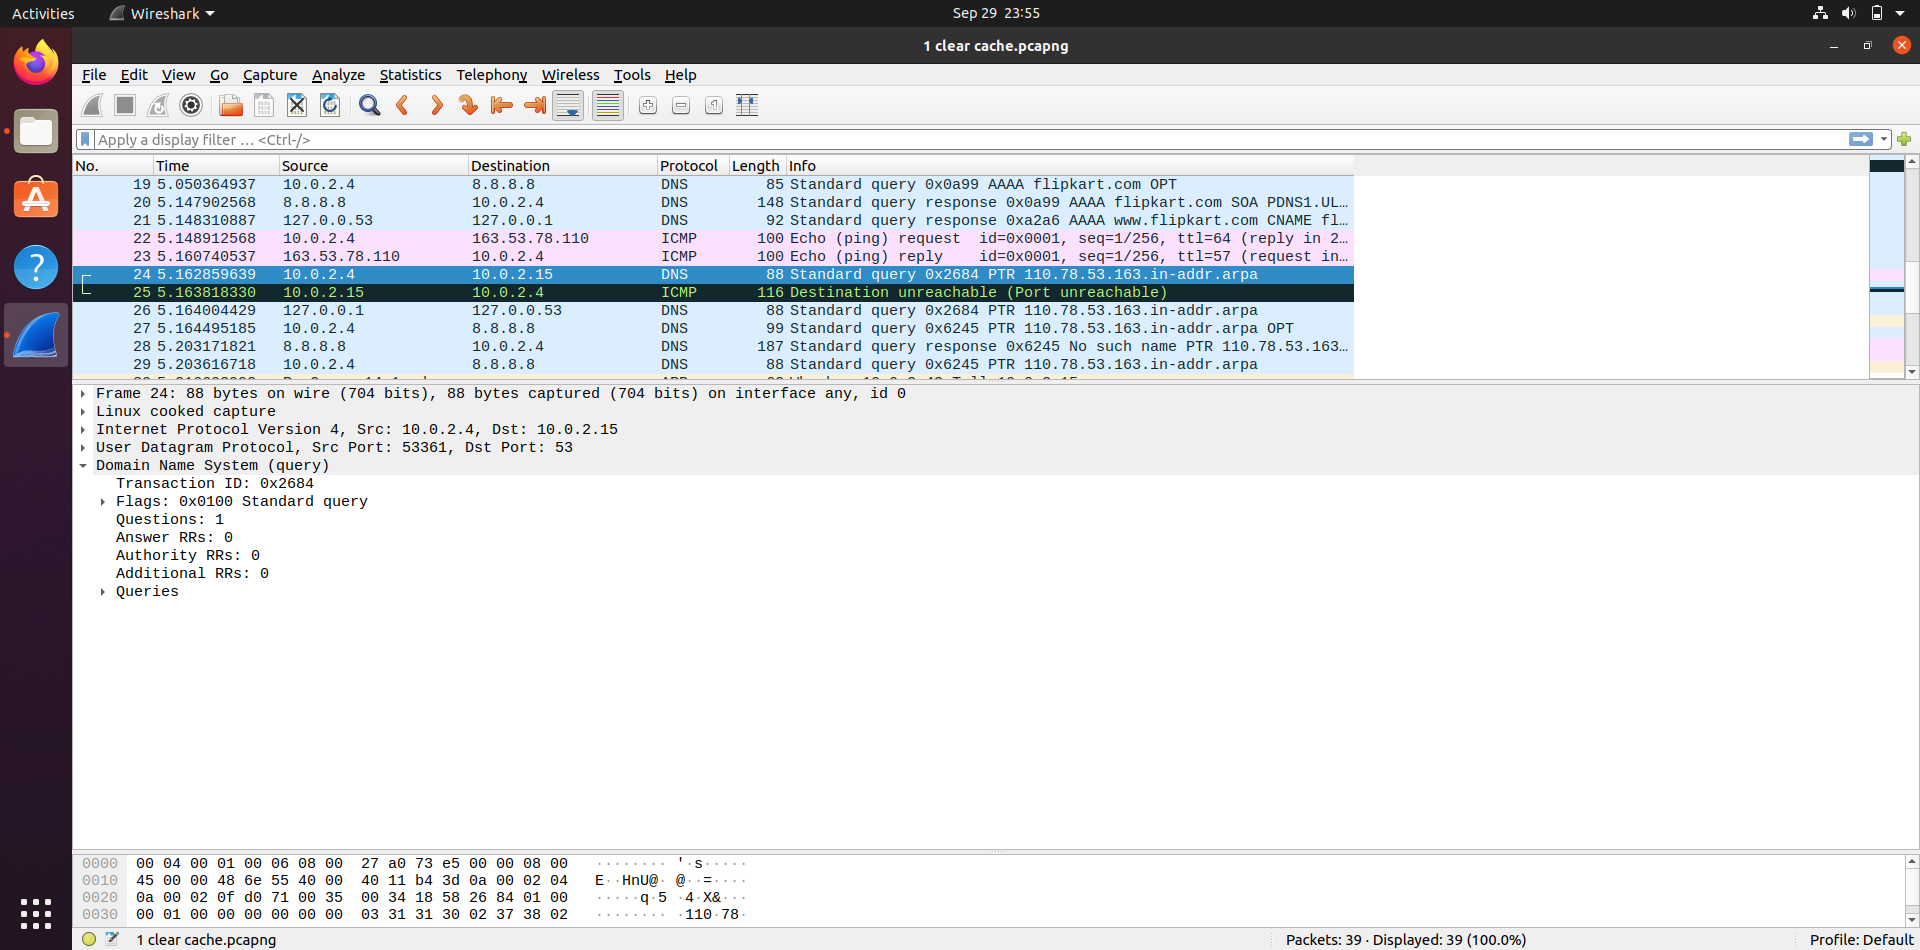 Activities Wireshark Sep 29 23:55
1 clear cache.pcapng
File Edit View Go Capture Analyze Statistics Telephony Wireless Tools Help
Apply a display filter … <Ctrl-/>
No. Time Source Destination Protocol Length Info
19 5.050364937 10.0.2.4 8.8.8.8 DNS 85 Standard query 0x0a99 AAAA flipkart.com OPT
20 5.147902568 8.8.8.8 10.0.2.4 DNS 148 Standard query response 0x0a99 AAAA flipkart.com SOA PDNS1.UL…
21 5.148310887 127.0.0.53 127.0.0.1 DNS 92 Standard query response 0xa2a6 AAAA www.flipkart.com CNAME fl…
22 5.148912568 10.0.2.4 163.53.78.110 ICMP 100 Echo (ping) request id=0x0001, seq=1/256, ttl=64 (reply in 2…
23 5.160740537 163.53.78.110 10.0.2.4 ICMP 100 Echo (ping) reply id=0x0001, seq=1/256, ttl=57 (request in…
24 5.162859639 10.0.2.4 10.0.2.15 DNS 88 Standard query 0x2684 PTR 110.78.53.163.in-addr.arpa
25 5.163818330 10.0.2.15 10.0.2.4 ICMP 116 Destination unreachable (Port unreachable)
26 5.164004429 127.0.0.1 127.0.0.53 DNS 88 Standard query 0x2684 PTR 110.78.53.163.in-addr.arpa
27 5.164495185 10.0.2.4 8.8.8.8 DNS 99 Standard query 0x6245 PTR 110.78.53.163.in-addr.arpa OPT
28 5.203171821 8.8.8.8 10.0.2.4 DNS 187 Standard query response 0x6245 No such name PTR 110.78.53.163…
29 5.203616718 10.0.2.4 8.8.8.8 DNS 88 Standard query 0x6245 PTR 110.78.53.163.in-addr.arpa
Frame 24: 88 bytes on wire (704 bits), 88 bytes captured (704 bits) on interface any, id 0
Linux cooked capture
Internet Protocol Version 4, Src: 10.0.2.4, Dst: 10.0.2.15
User Datagram Protocol, Src Port: 53361, Dst Port: 53
Domain Name System (query)
Transaction ID: 0x2684
Flags: 0x0100 Standard query
Questions: 1
Answer RRs: 0
Authority RRs: 0
Additional RRs: 0
Queries
0000 00 04 00 01 00 06 08 00 27 a0 73 e5 00 00 08 00 ········ '·s·····
0010 45 00 00 48 6e 55 40 00 40 11 b4 3d 0a 00 02 04 E··HnU@· @··=····
0020 0a 00 02 0f d0 71 00 35 00 34 18 58 26 84 01 00 ·····q·5 ·4·X&···
0030 00 01 00 00 00 00 00 00 03 31 31 30 02 37 38 02 ········ ·110·78·
1 clear cache.pcapng Packets: 39 · Displayed: 39 (100.0%) Profile: Default